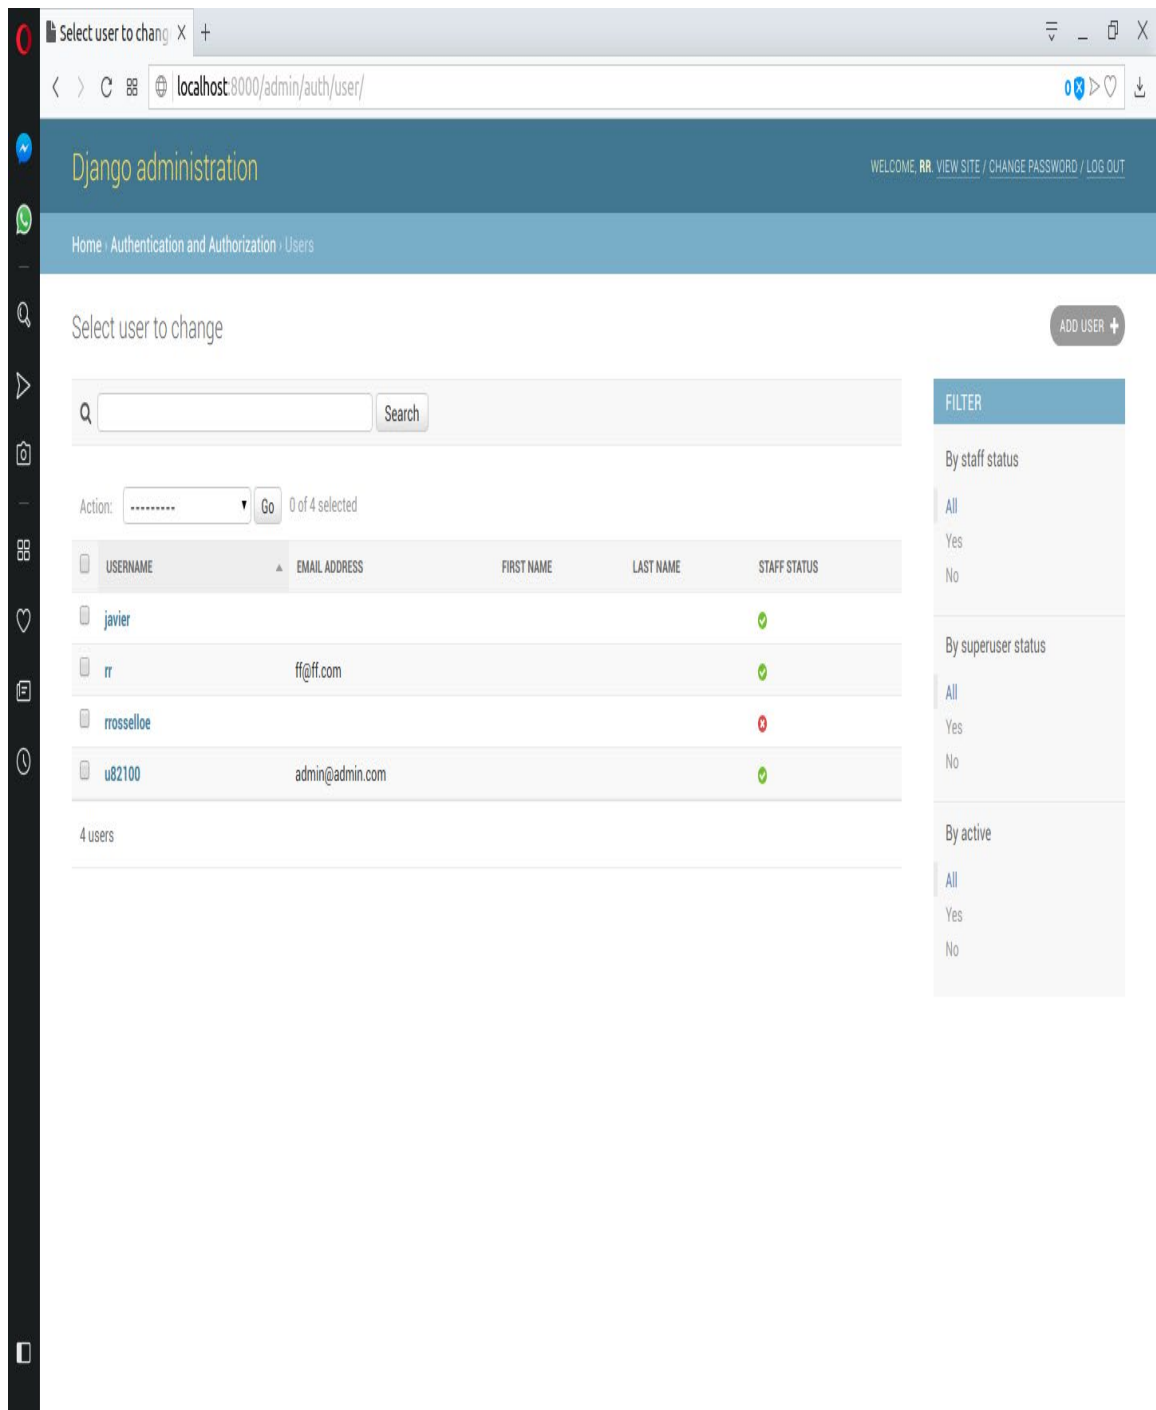 Select user to chang
localhost:8000/admin/auth/user/
0
Django administration
WELCOME, RR. VIEW SITE / CHANGE PASSWORD / LOG OUT
Home › Authentication and Authorization › Users
Select user to change
ADD USER +
Search
FILTER
By staff status
All
Yes
No
By superuser status
All
Yes
No
By active
All
Yes
No
Action: --------- Go 0 of 4 selected
USERNAME EMAIL ADDRESS FIRST NAME LAST NAME STAFF STATUS
javier
rr ff@ff.com
rrosselloe
u82100 admin@admin.com
4 users